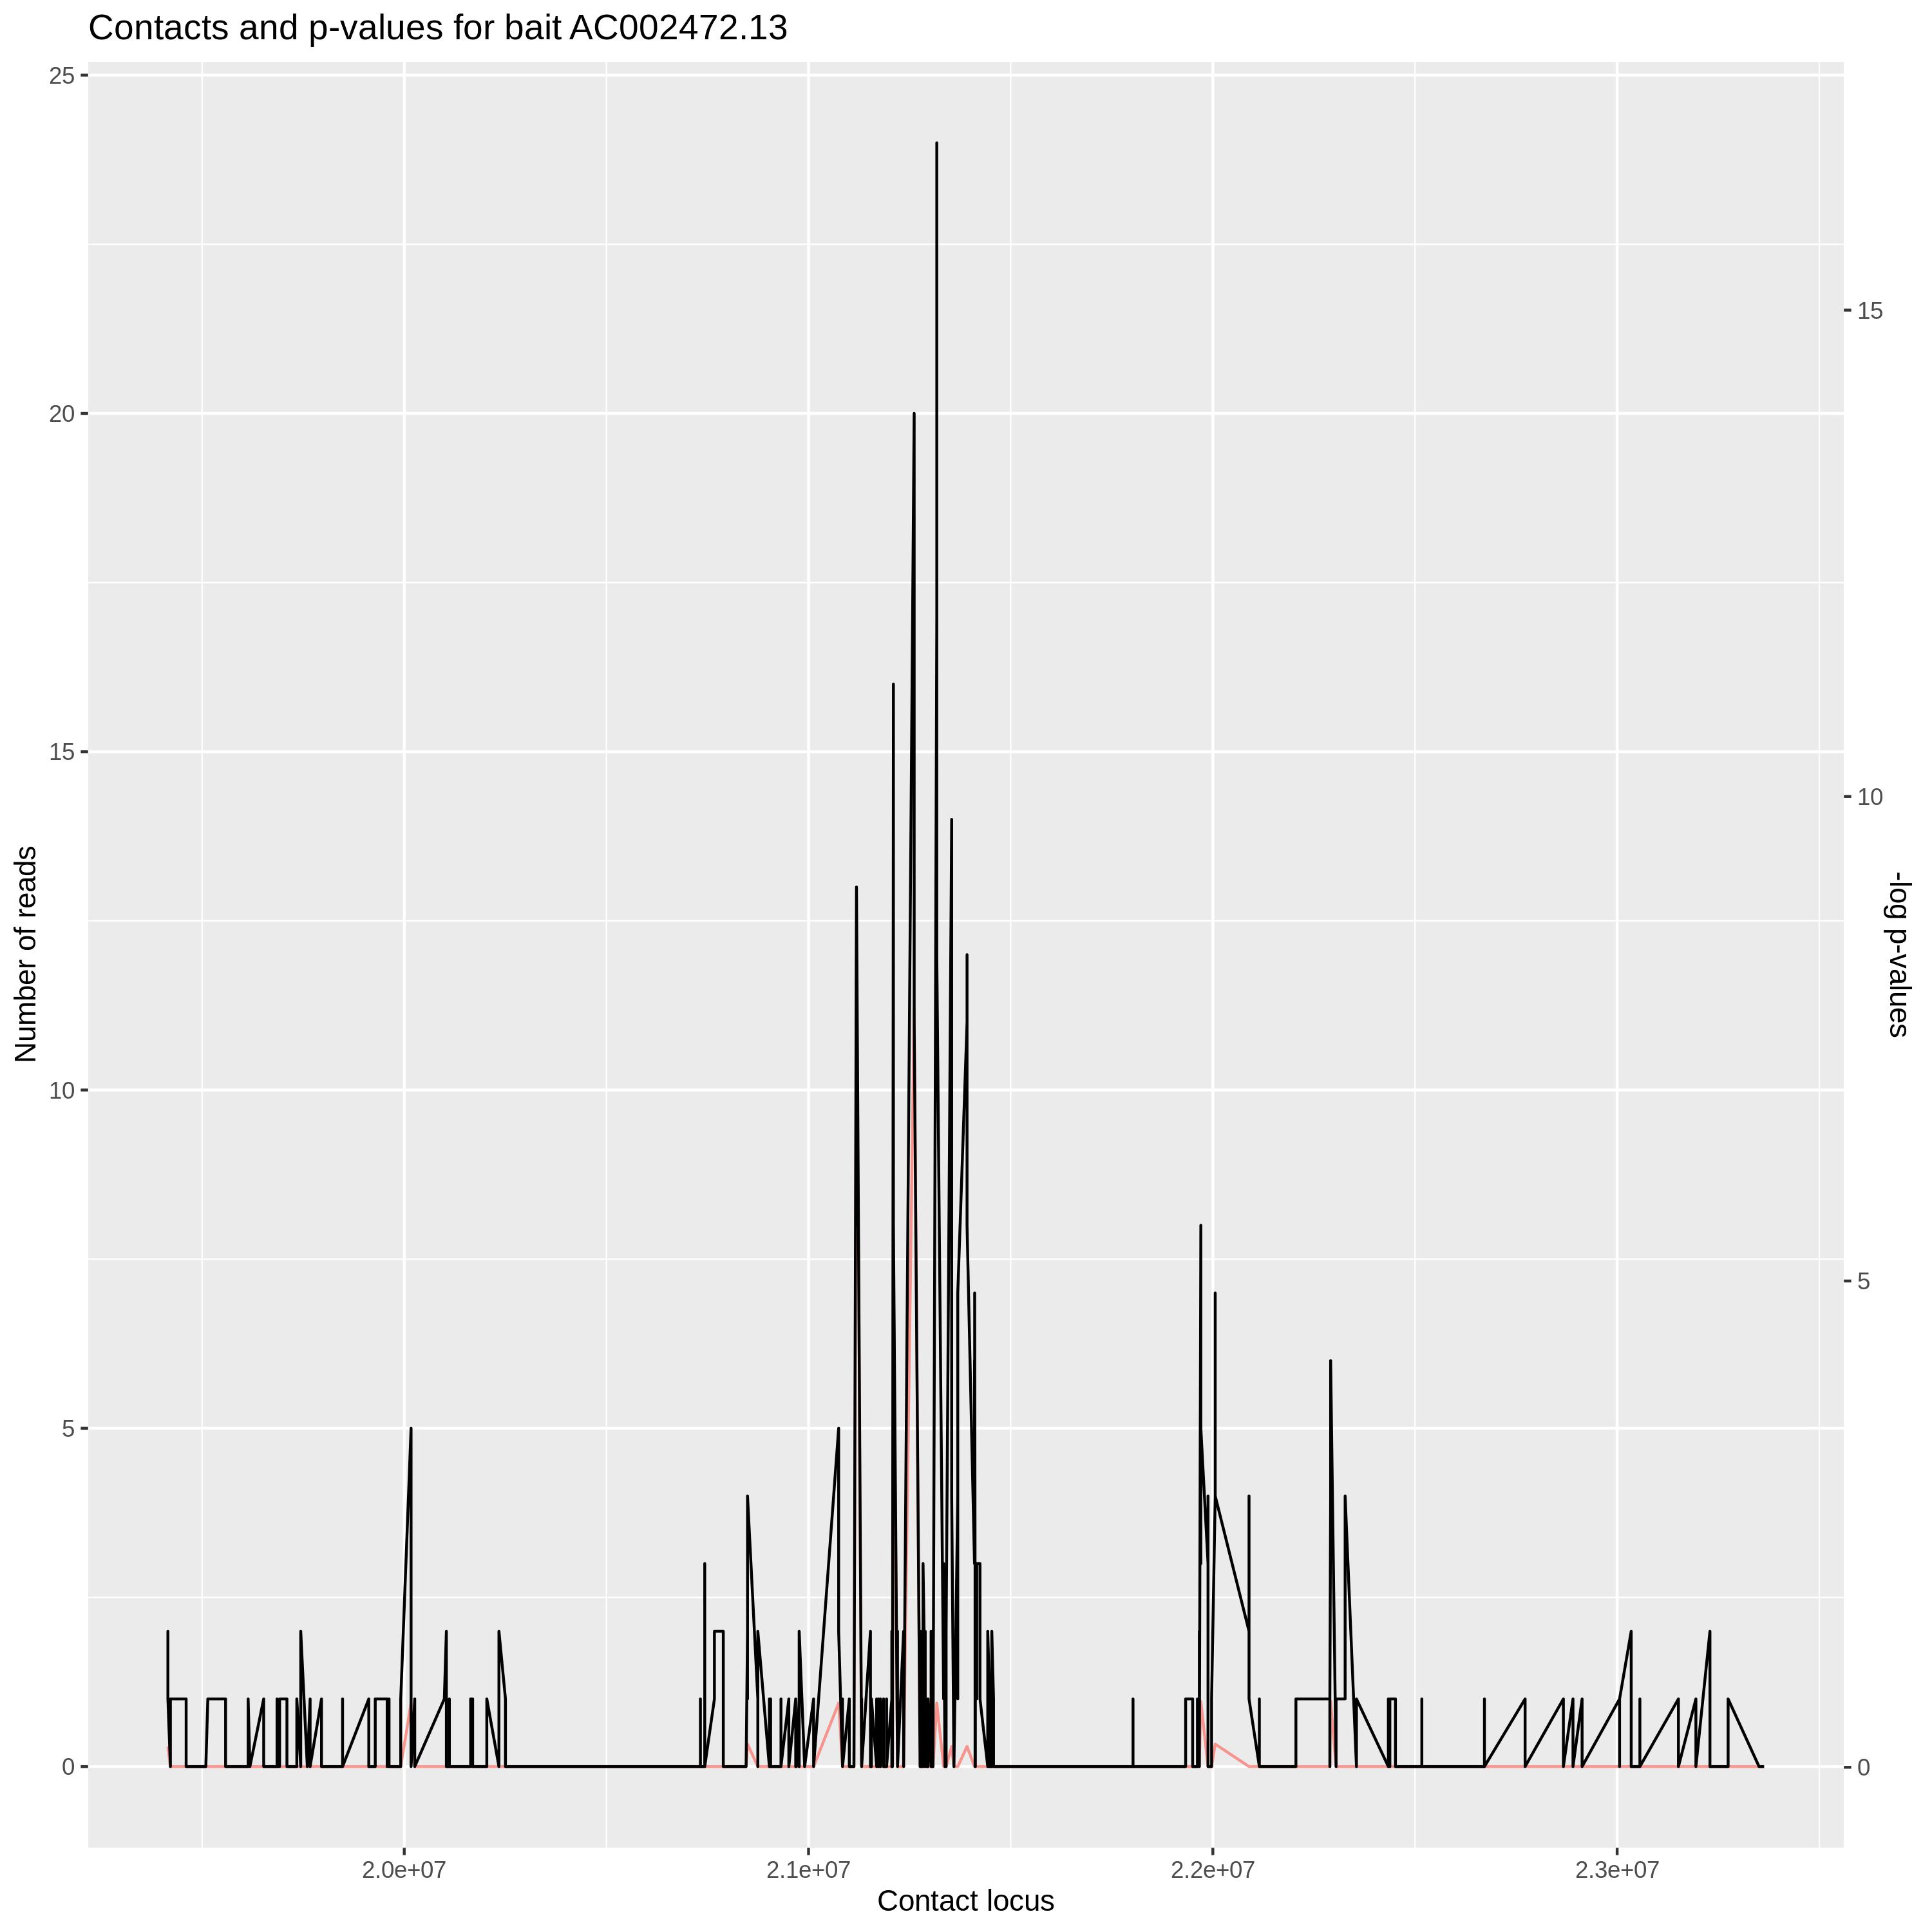 Contacts and p-values for bait AC002472.13
25
20
15
10
5
0
Number of reads
15
10
5
0
-log p-values
2.0e+07
2.1e+07
2.2e+07
2.3e+07
Contact locus